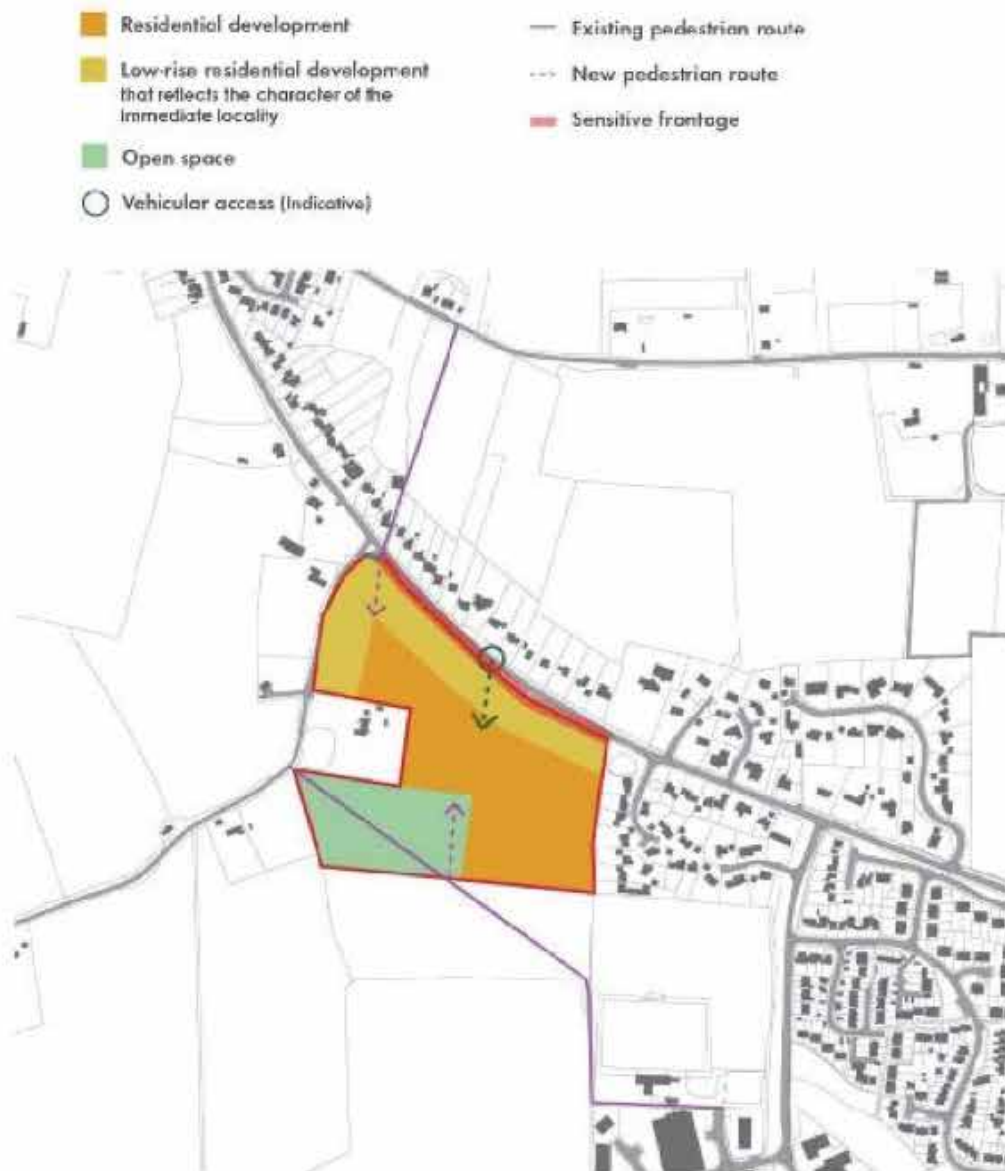 Residential development
Low-rise residential development
that reflects the character of the
immediate locality
Open space
Vehicular access (Indicative)
Existing pedestrian route
New pedestrian route
Sensitive frontage